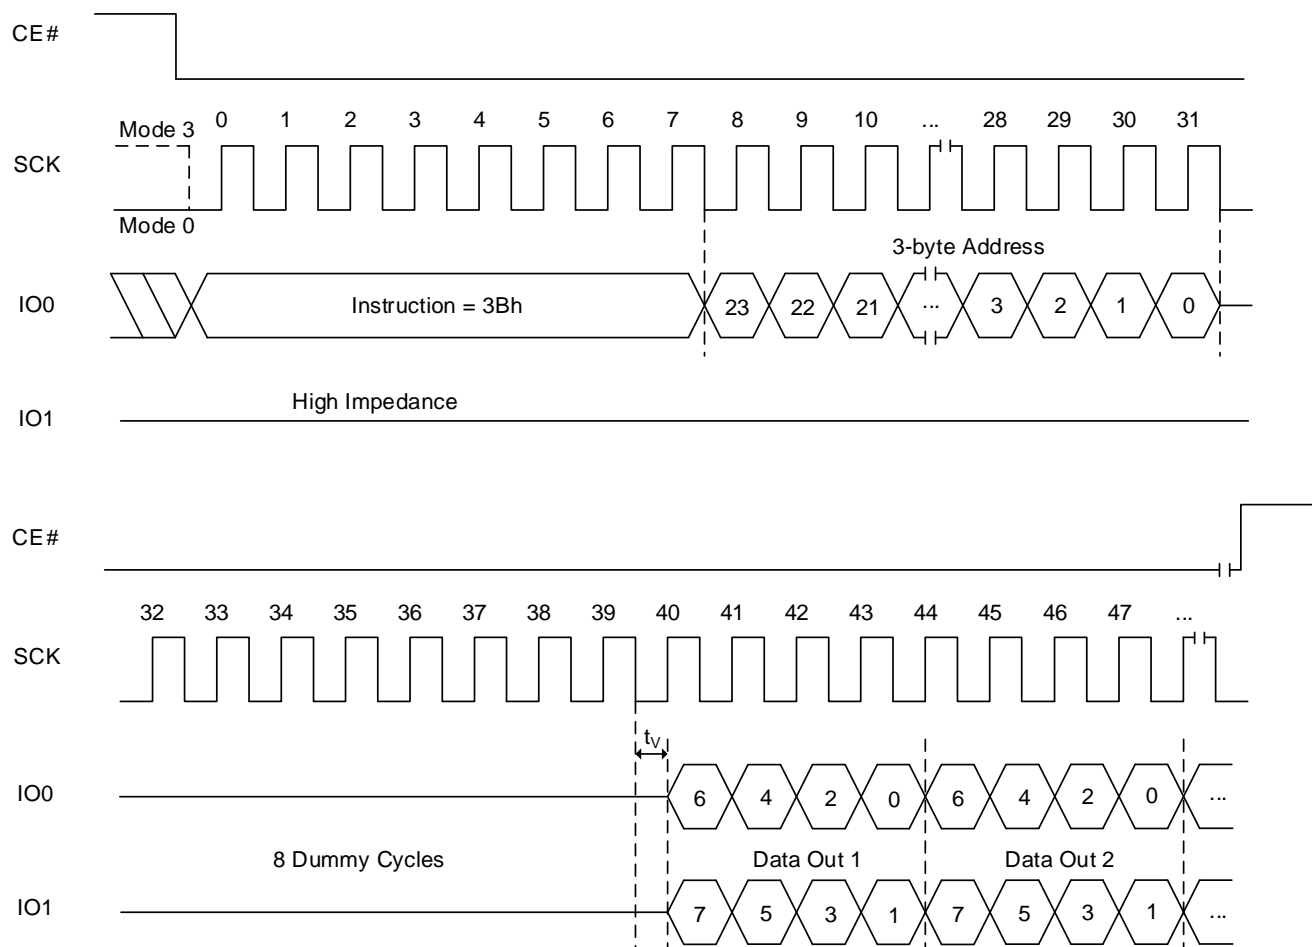 CE#
Mode 3 0 1 2 3 4 5 6 7 8 9 10 ... 28 29 30 31
SCK
Mode 0
3-byte Address
IO0 Instruction = 3Bh 23 22 21 ... 3 2 1 0
High Impedance
IO1
CE#
32 33 34 35 36 37 38 39 40 41 42 43 44 45 46 47 ...
SCK
tV
IO0 6 4 2 0 6 4 2 0 ...
8 Dummy Cycles Data Out 1 Data Out 2
IO1 7 5 3 1 7 5 3 1 ...